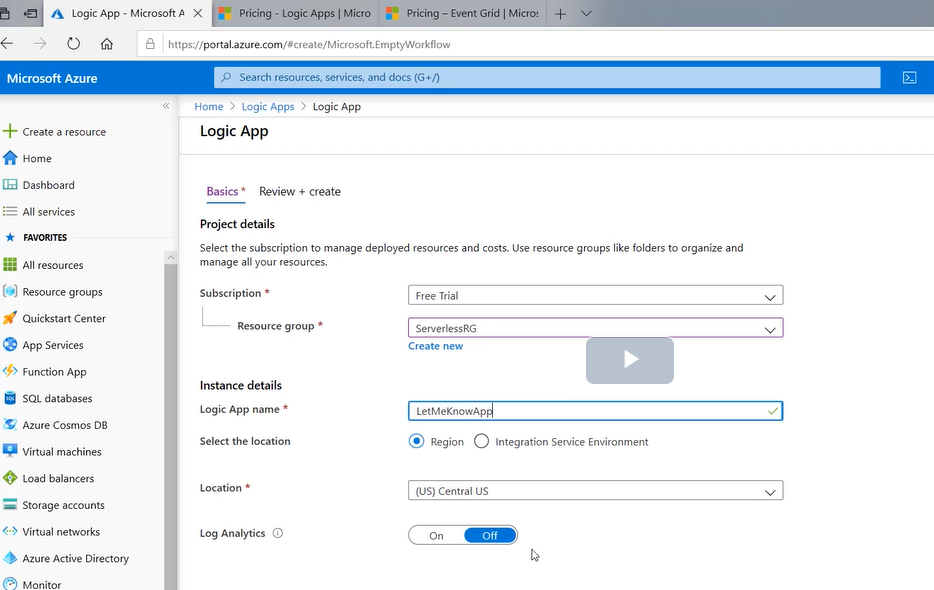 Logic App - Microsoft A
Pricing - Logic Apps | Micro
Pricing – Event Grid | Micros
https://portal.azure.com/#create/Microsoft.EmptyWorkflow
Microsoft Azure
Search resources, services, and docs (G+/)
Home > Logic Apps > Logic App
Logic App
Create a resource
Home
Dashboard
All services
FAVORITES
All resources
Resource groups
Quickstart Center
App Services
Function App
SQL databases
Azure Cosmos DB
Virtual machines
Load balancers
Storage accounts
Virtual networks
Azure Active Directory
Monitor
Basics * Review + create
Project details
Select the subscription to manage deployed resources and costs. Use resource groups like folders to organize and
manage all your resources.
Subscription * Free Trial
Resource group * ServerlessRG
Create new
Instance details
Logic App name * LetMeKnowApp
Select the location Region Integration Service Environment
Location * (US) Central US
Log Analytics On Off